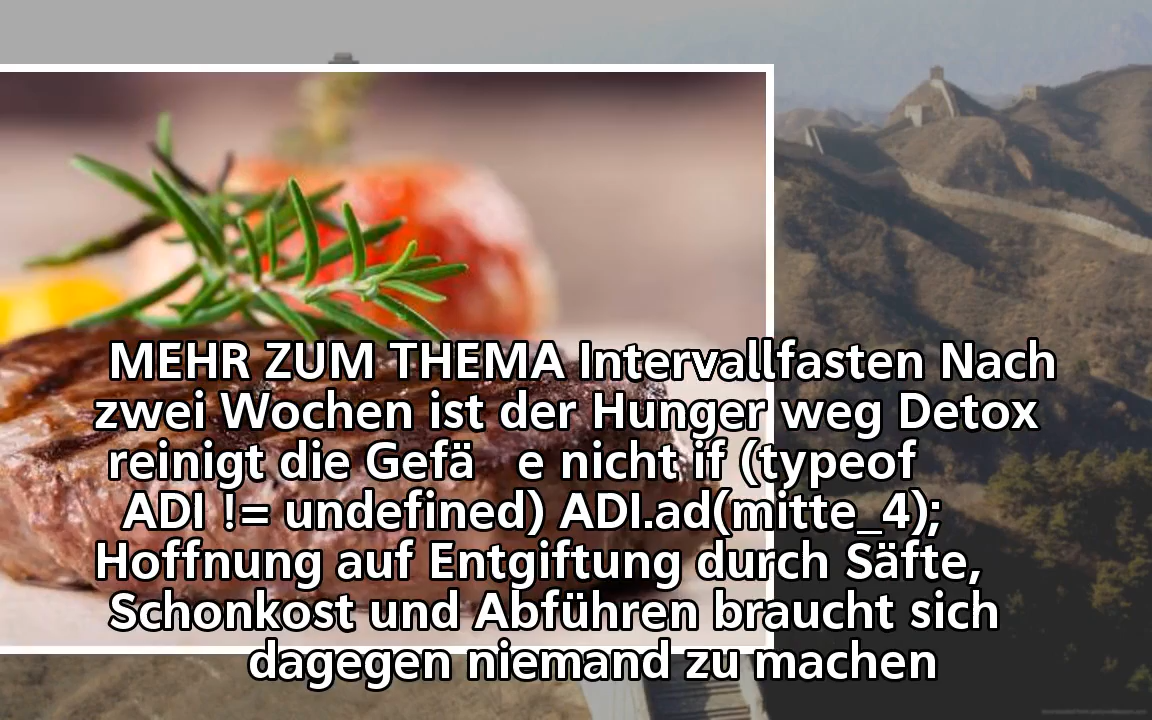 MEHR ZUM THEMA Intervallfasten Nach
zwei Wochen ist der Hunger weg Detox
reinigt die Gefä e nicht if (typeof
ADI != undefined) ADI.ad(mitte_4);
Hoffnung auf Entgiftung durch Säfte,
Schonkost und Abführen braucht sich
dagegen niemand zu machen